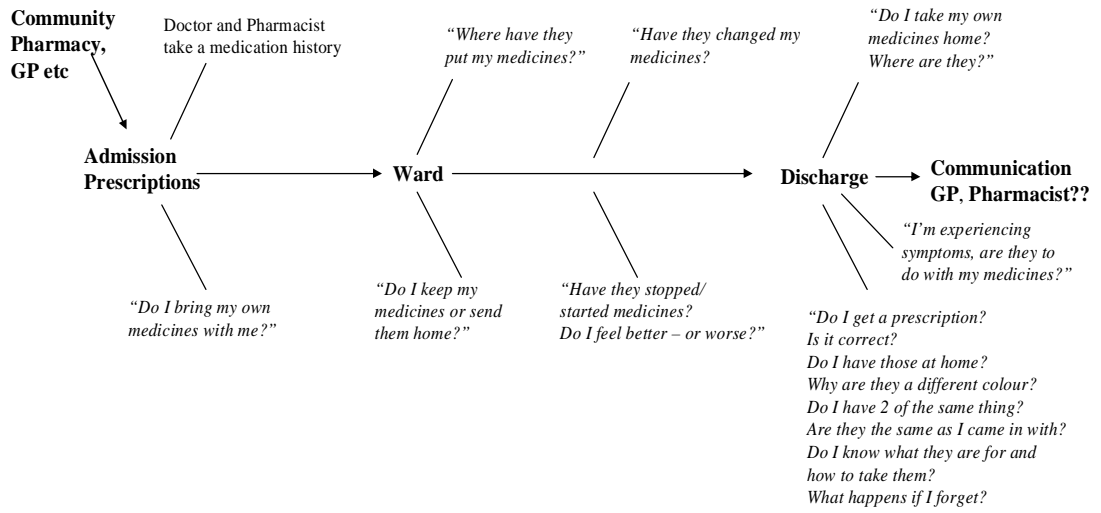 Community
Pharmacy,
GP etc
Doctor and Pharmacist
take a medication history
“Where have they
put my medicines?”
“Have they changed my
medicines?
“Do I take my own
medicines home?
Where are they?”
Admission
Prescriptions
Ward
Discharge
Communication
GP, Pharmacist??
“Do I bring my own
medicines with me?”
“Do I keep my
medicines or send
them home?”
“Have they stopped/
started medicines?
Do I feel better – or worse?”
“I’m experiencing
symptoms, are they to
do with my medicines?”
“Do I get a prescription?
Is it correct?
Do I have those at home?
Why are they a different colour?
Do I have 2 of the same thing?
Are they the same as I came in with?
Do I know what they are for and
how to take them?
What happens if I forget?